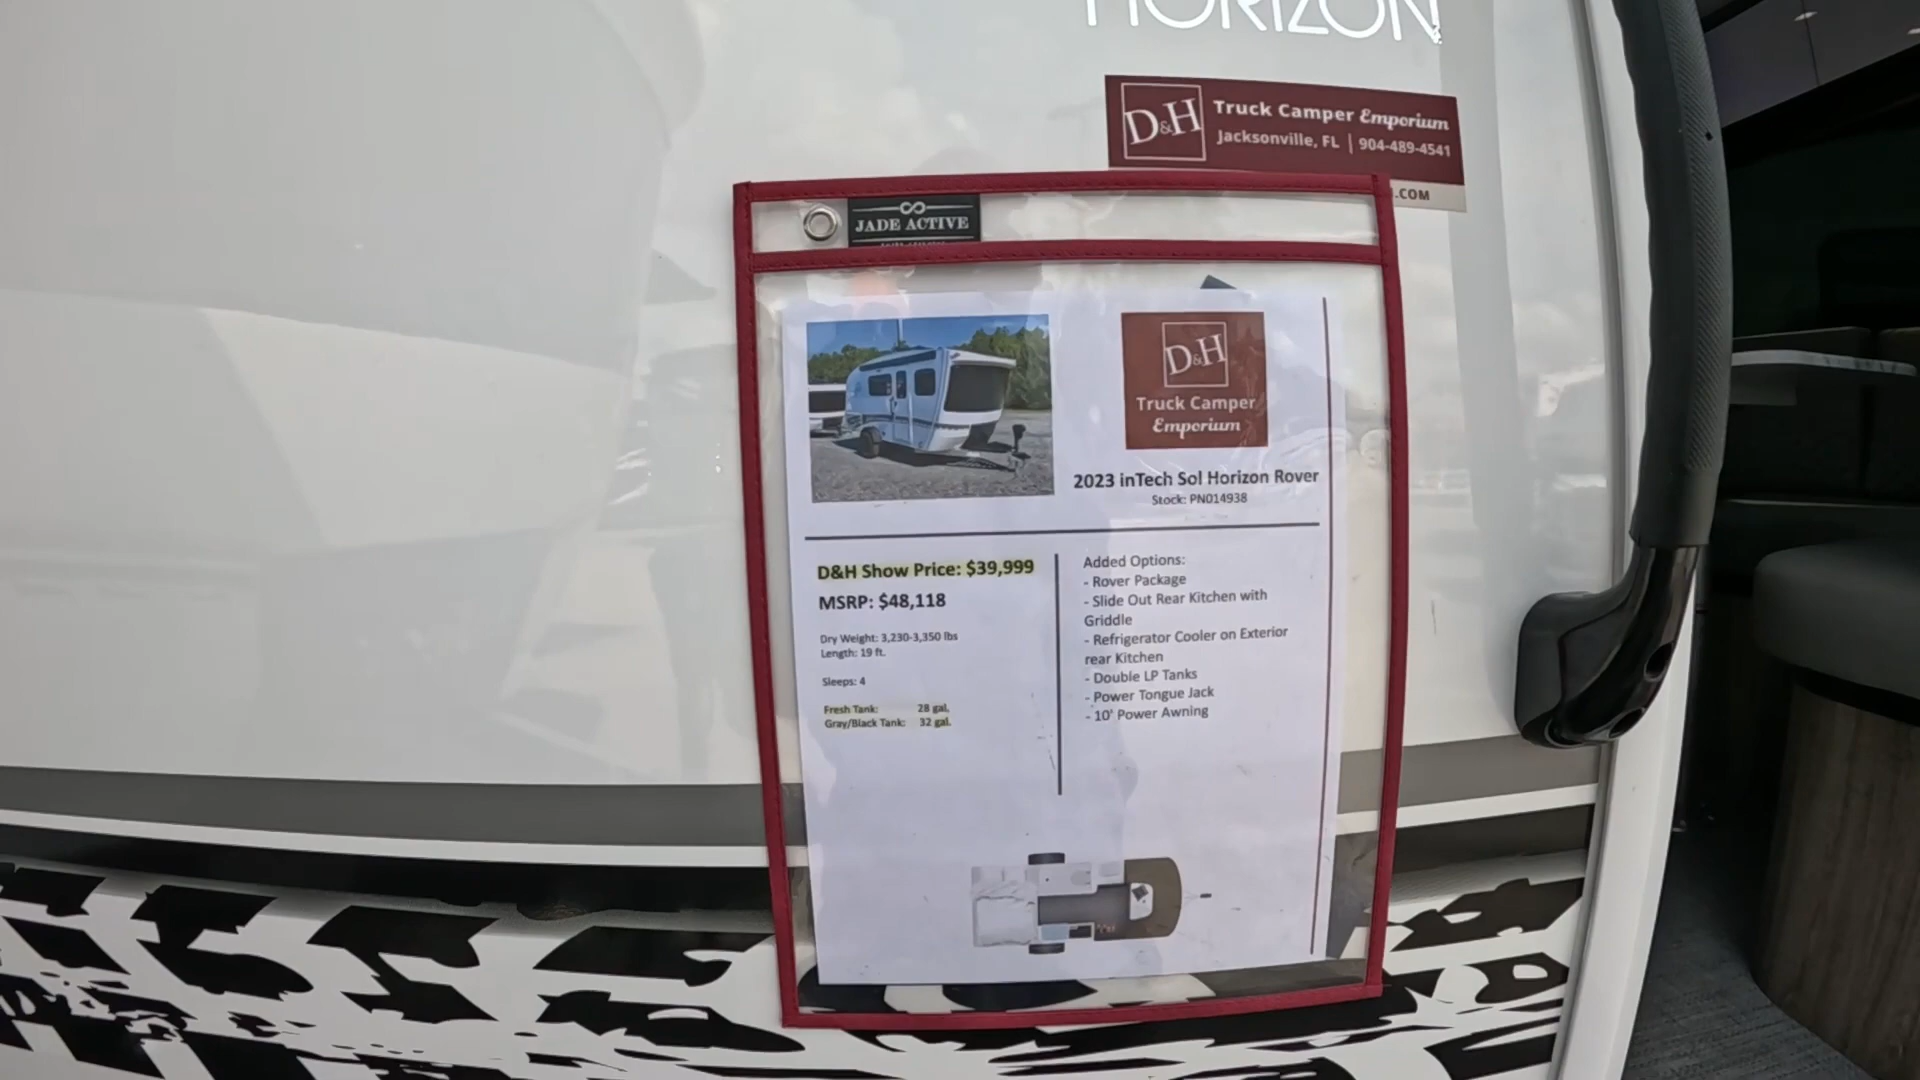 HORIZON
D&H
Truck Camper Emporium
Jacksonville, FL | 904-489-4541
.COM
JADE ACTIVE
D&H
Truck Camper
Emporium
2023 inTech Sol Horizon Rover
Stock: PN014938
D&H Show Price: $39,999
MSRP: $48,118
Dry Weight: 3,230-3,350 lbs
Length: 19 ft.
Sleeps: 4
Fresh Tank: 28 gal.
Gray/Black Tank: 32 gal.
Added Options:
- Rover Package
- Slide Out Rear Kitchen with
Griddle
- Refrigerator Cooler on Exterior
rear Kitchen
- Double LP Tanks
- Power Tongue Jack
- 10' Power Awning